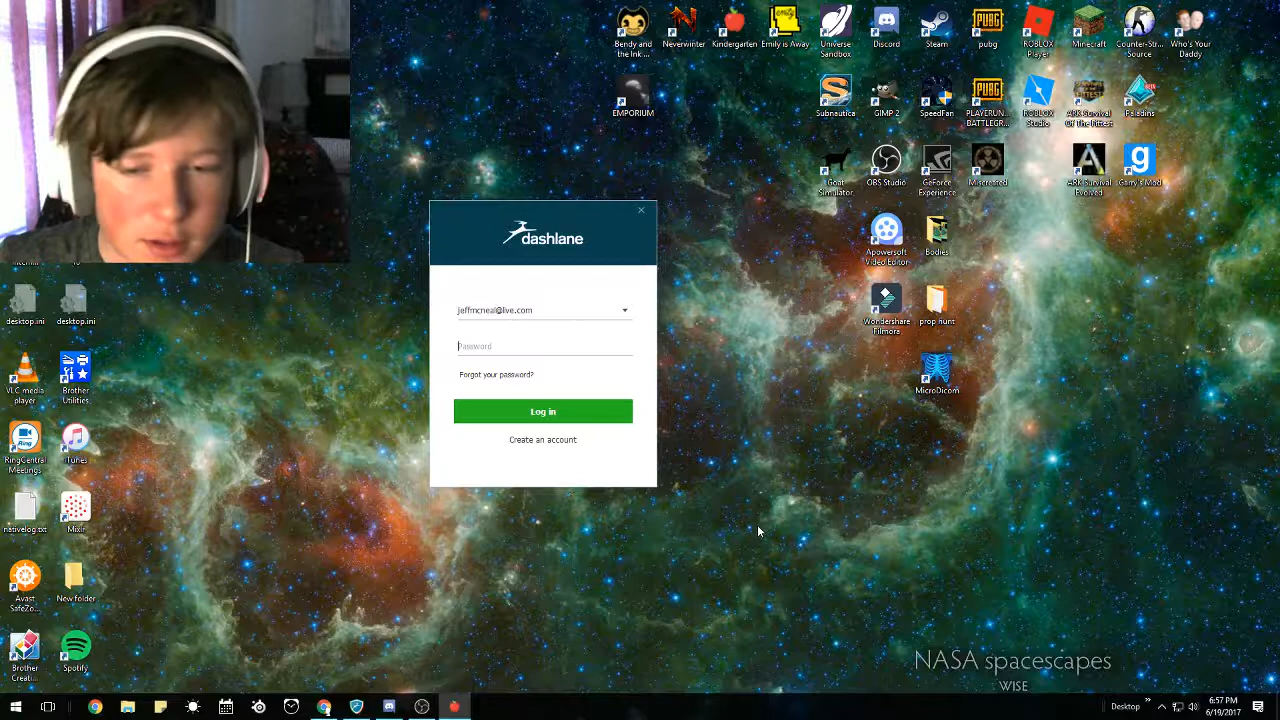 Bendy and
the Ink ...
Neverwinter
Kindergarten
Emily is Away
Universe
Sandbox
Discord
Steam
pubg
ROBLOX
Player
Minecraft
Counter-Str...
Source
Who's Your
Daddy
EMPORIUM
Subnautica
GIMP 2
SpeedFan
PLAYERUN...
BATTLEGR...
ROBLOX
Studio
ARK Survival
Of The Fittest
Paladins
Goat
Simulator
OBS Studio
GeForce
Experience
Miscreated
ARK Survival
Evolved
Garry's Mod
Apowersoft
Video Editor
Bodies
Wondershare
Filmora
prop hunt
MicroDicom
dashlane
jeffmcneal@live.com
Password
Forgot your password?
Log in
Create an account
desktop.ini
desktop.ini
VLC media
player
Brother
Utilities
RingCentral
Meetings
iTunes
nativelog.txt
Mixlr
Avast
SafeZo...
New folder
Brother
Creati...
Spotify
NASA spacescapes
WISE
Desktop
6:57 PM
6/19/2017